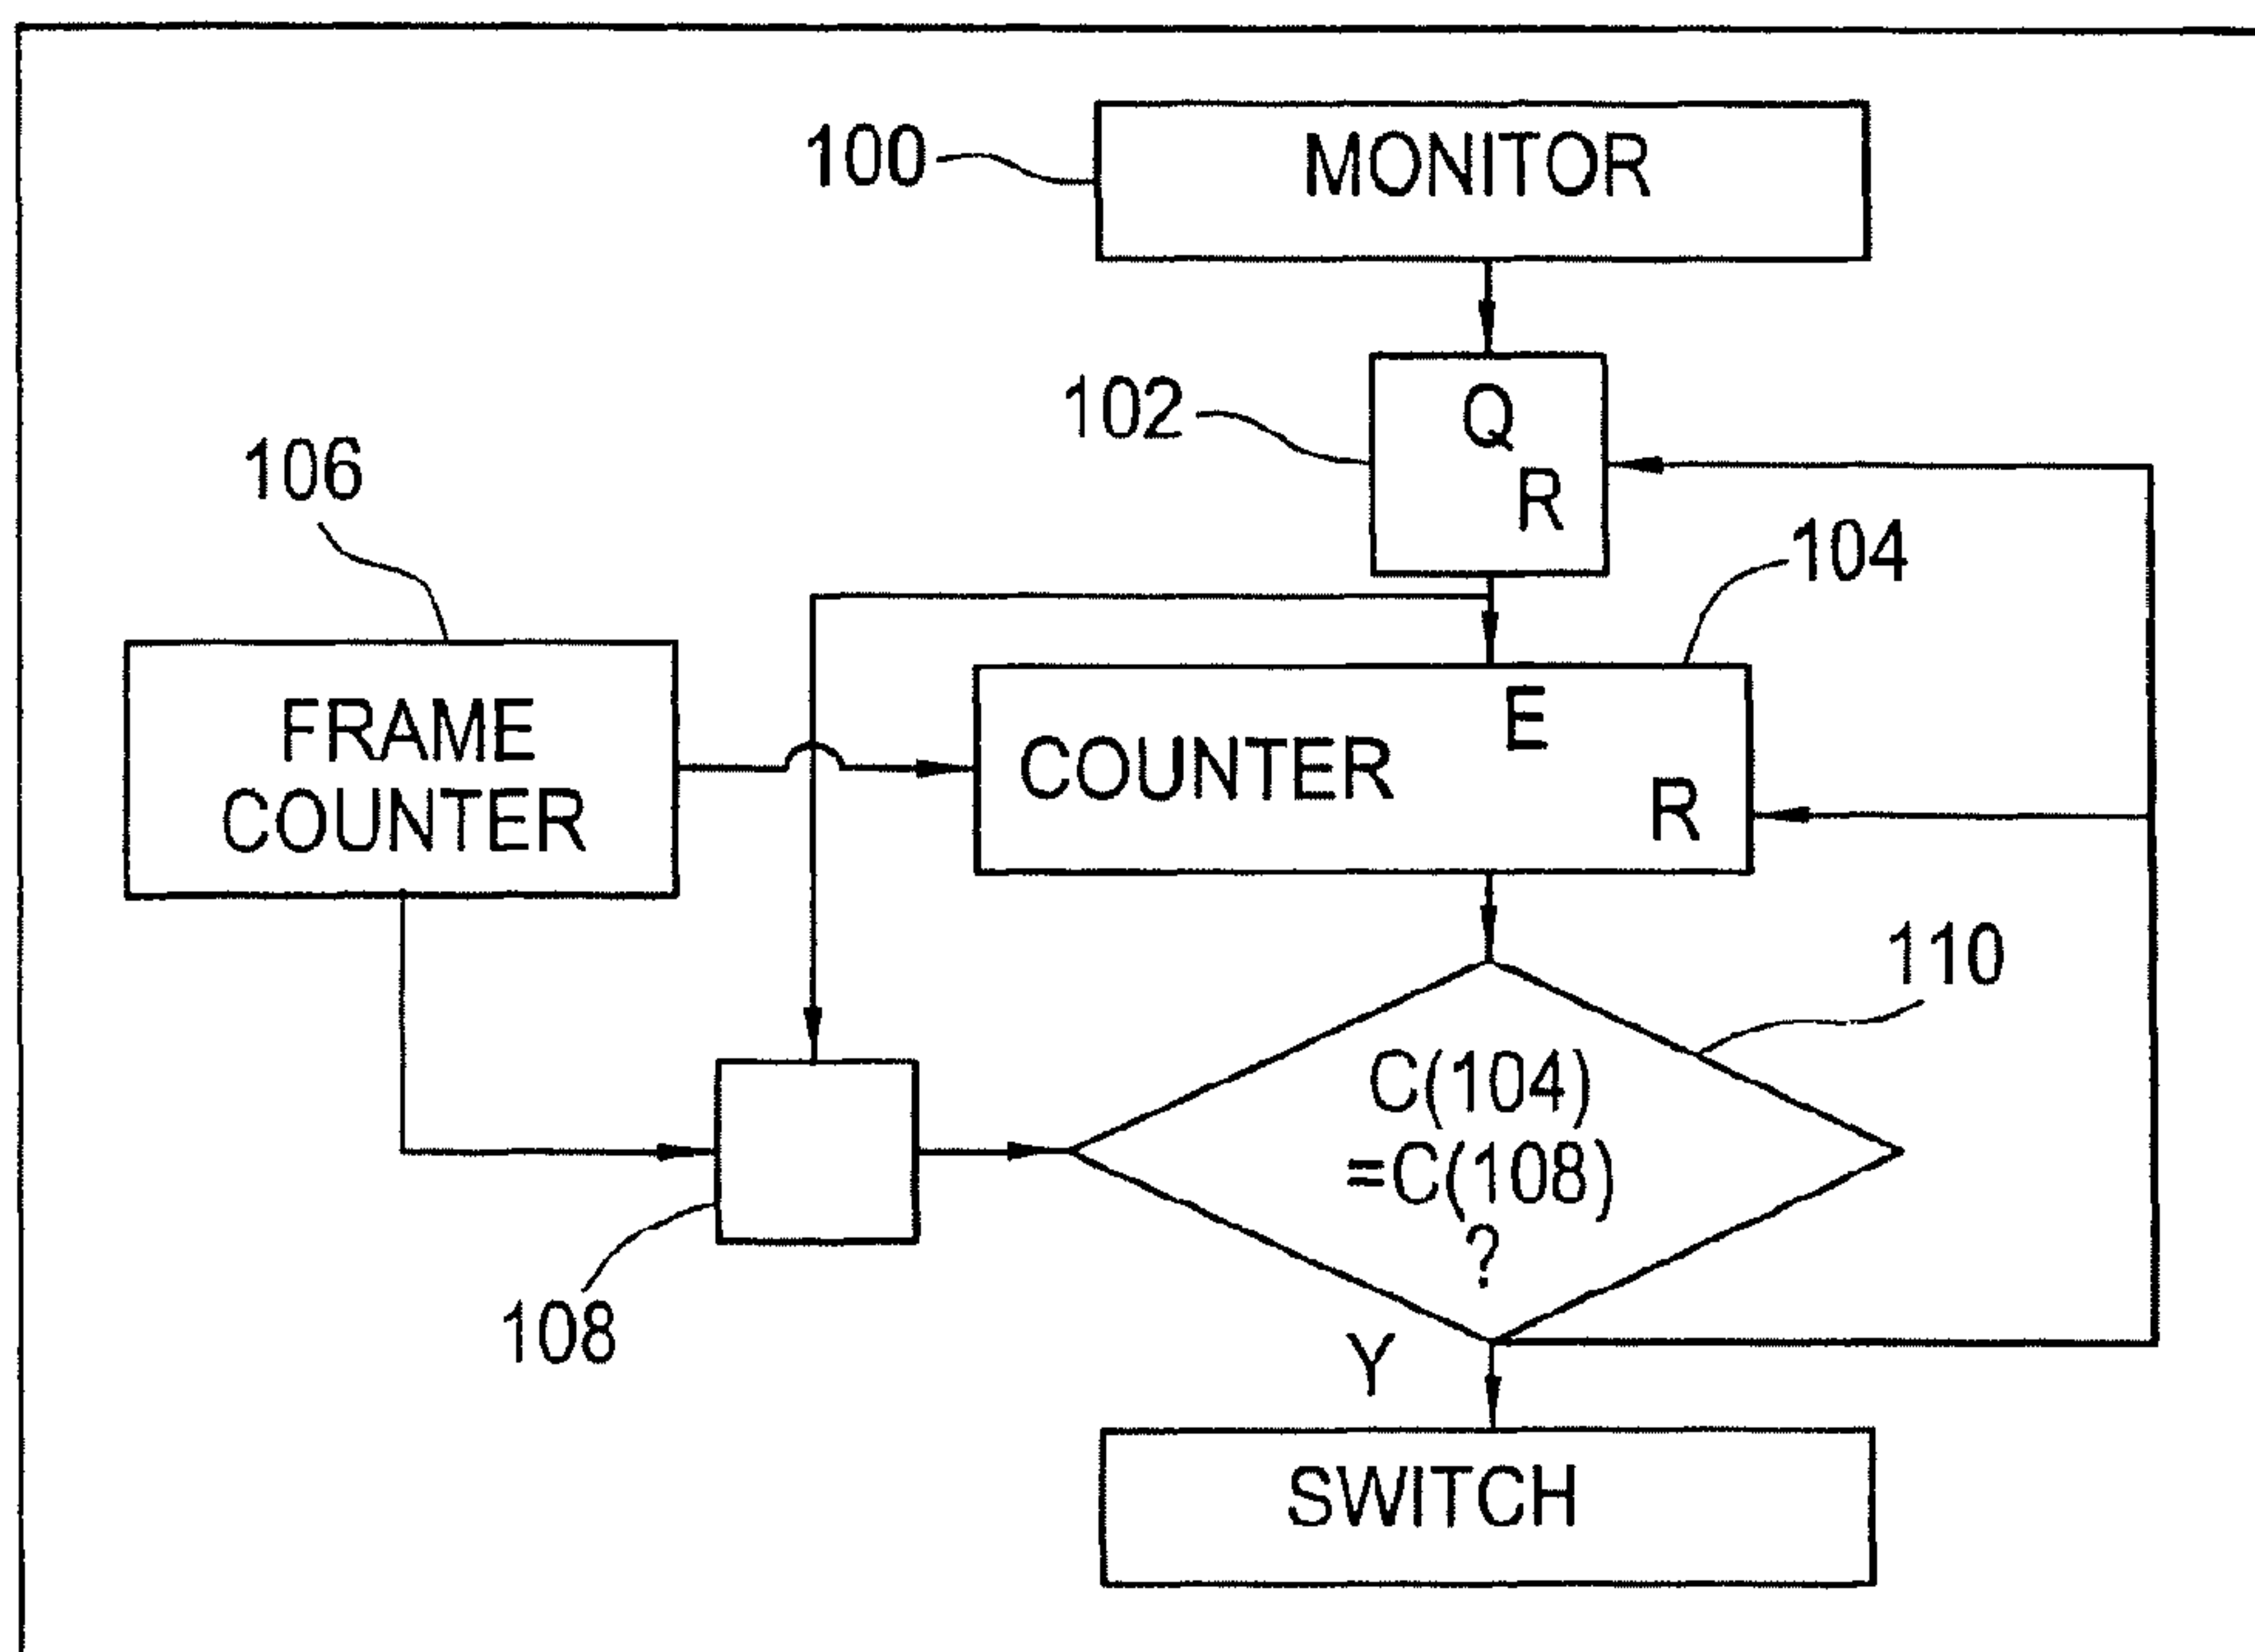 100
MONITOR
102
Q
R
106
104
FRAME
COUNTER
E
COUNTER
R
110
C(104)
=C(108)
?
108
Y
SWITCH